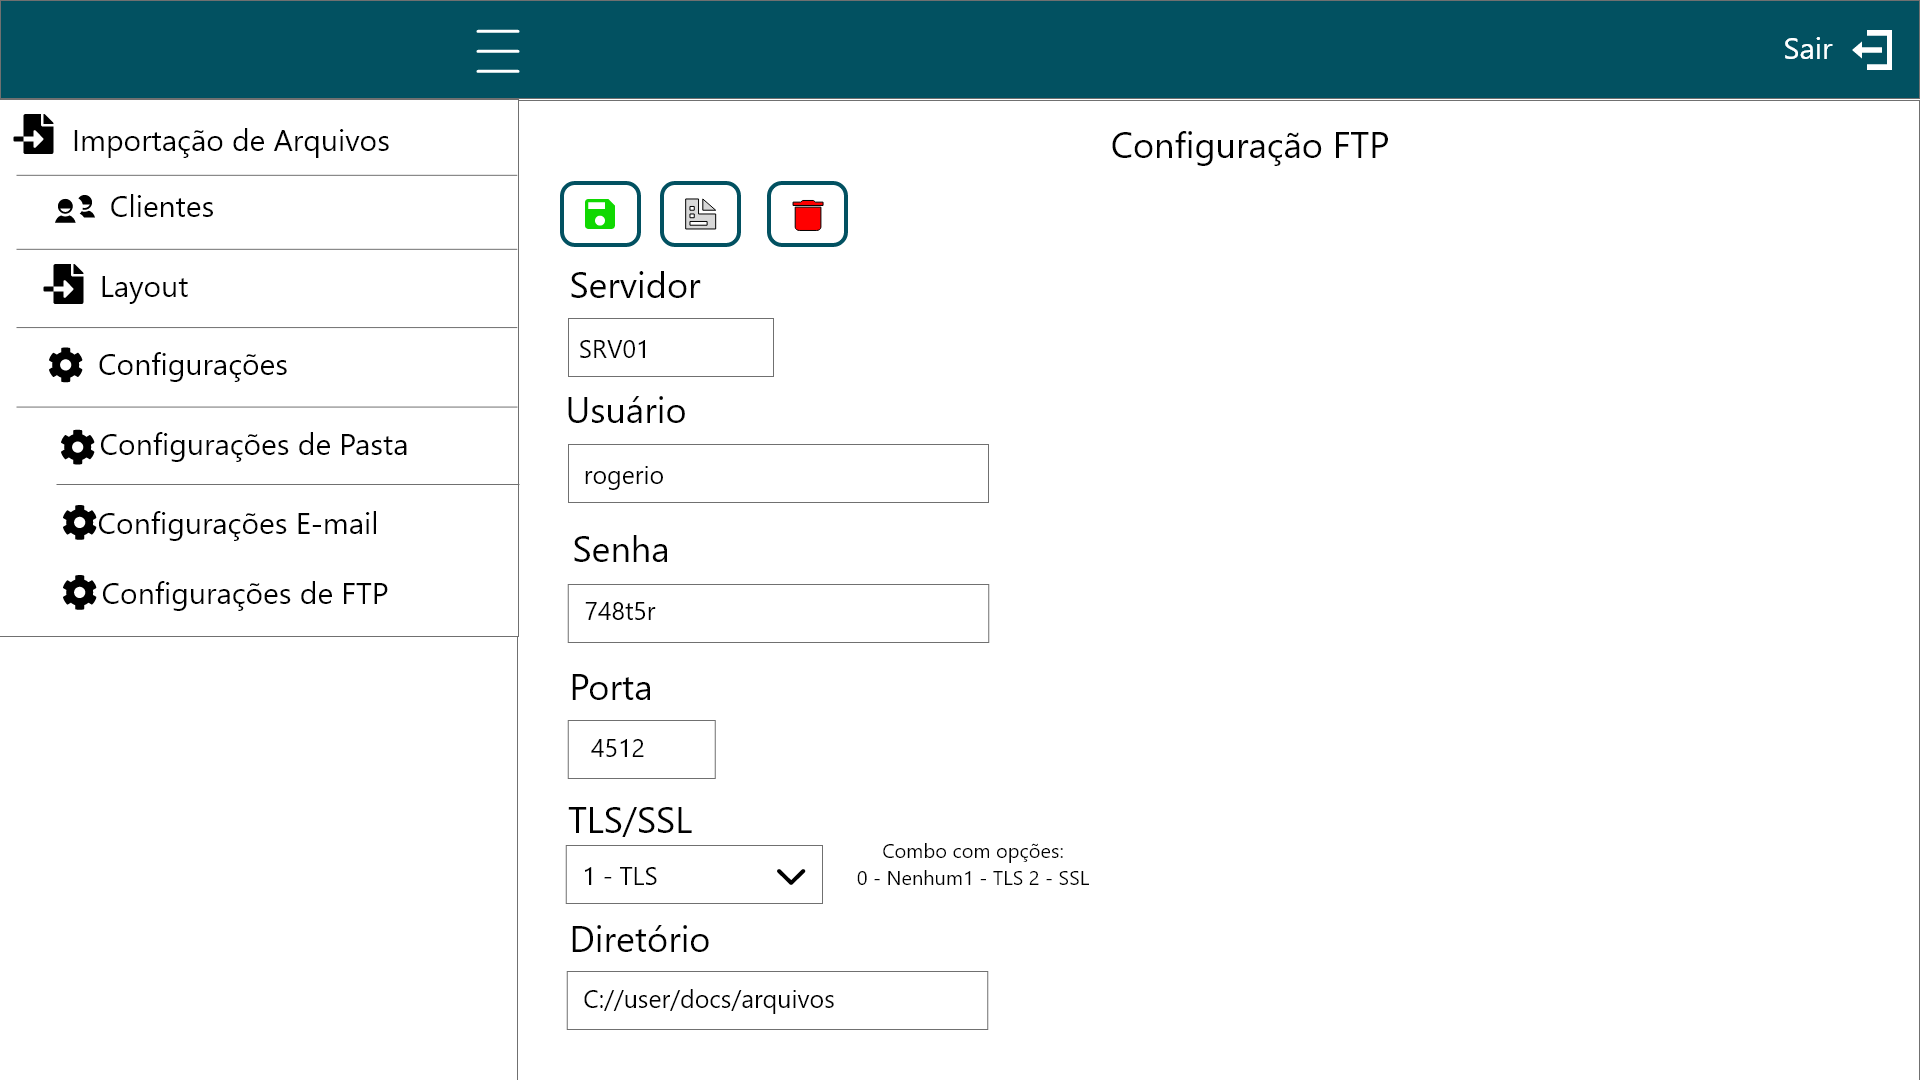 Sair
Importação de Arquivos
Clientes
Layout
Configurações
Configurações de Pasta
Configurações E-mail
Configurações de FTP
Configuração FTP
Servidor
SRV01
Usuário
rogerio
Senha
748t5r
Porta
4512
TLS/SSL
1 - TLS
Combo com opções:
0 - Nenhum1 - TLS 2 - SSL
Diretório
C://user/docs/arquivos